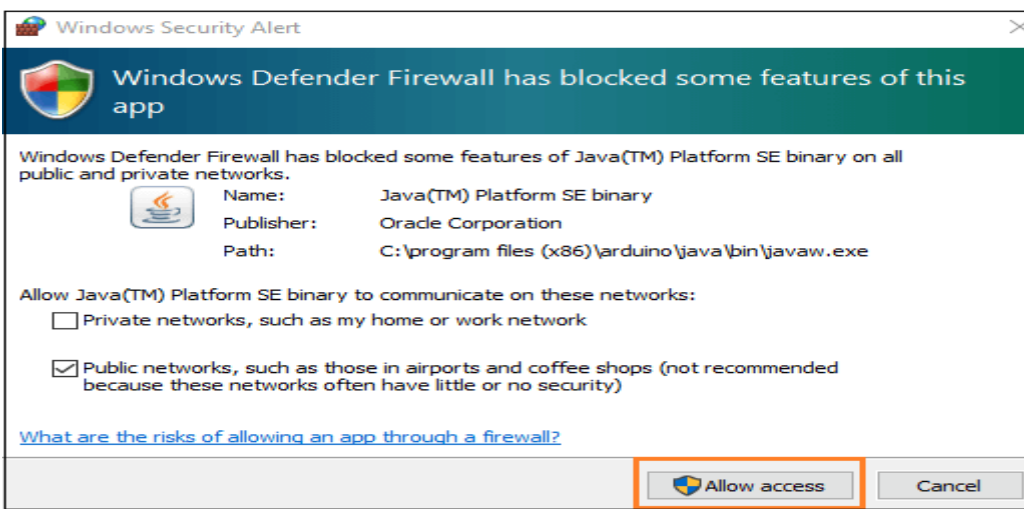 Windows Security Alert
Windows Defender Firewall has blocked some features of this
app
Windows Defender Firewall has blocked some features of Java(TM) Platform SE binary on all
public and private networks.
Name: Java(TM) Platform SE binary
Publisher: Oracle Corporation
Path: C:\program files (x86)\arduino\java\bin\javaw.exe
Allow Java(TM) Platform SE binary to communicate on these networks:
Private networks, such as my home or work network
Public networks, such as those in airports and coffee shops (not recommended
because these networks often have little or no security)
What are the risks of allowing an app through a firewall?
Allow access Cancel